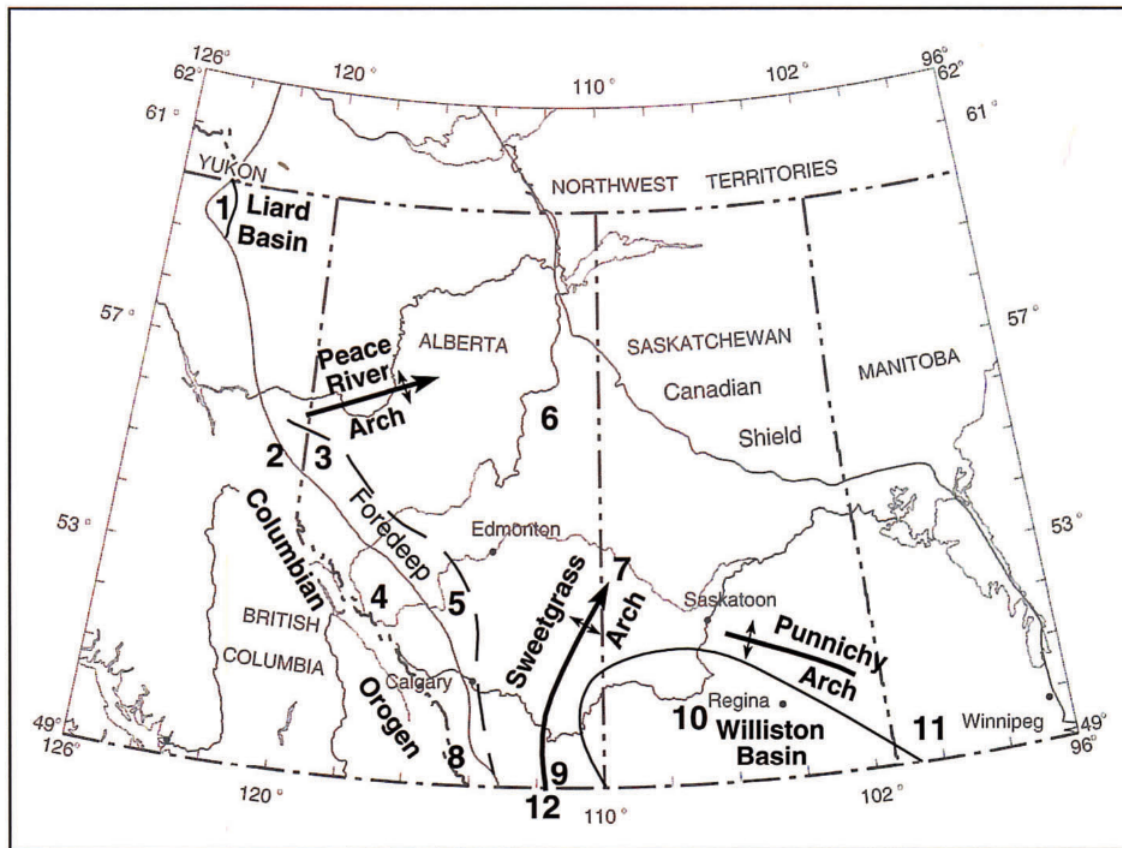 126°
62°
120°
110°
102°
96°
62
61°
61°
YUKON
NORTHWEST TERRITORIES
1
Liard
Basin
57°
57°
ALBERTA
SASKATCHEWAN
MANITOBA
Canadian
Shield
Peace
River
Arch
6
2
3
Foredeep
53°
53°
Edmonton
Columbian
4
5
7
Sweetgrass
Arch
Saskatoon
Punnichy
Arch
BRITISH
COLUMBIA
Calgary
Orogen
Regina
10
Williston
Basin
11
Winnipeg
49°
126°
49°
96°
8
9
12
120°
110°
102°